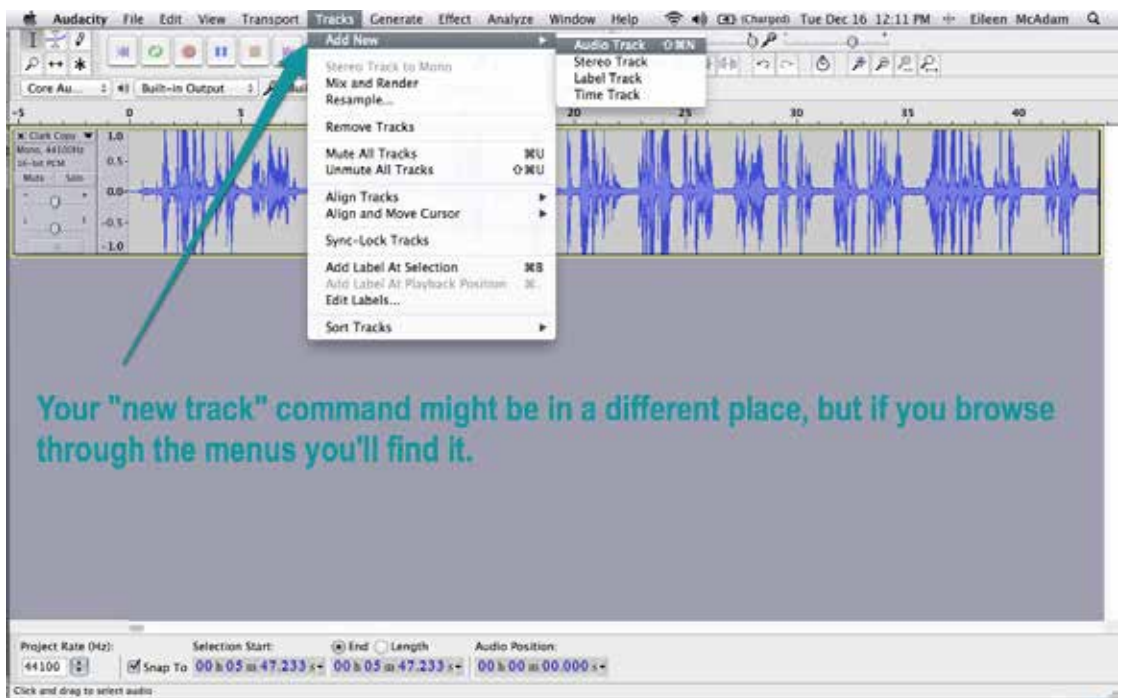 Audacity File Edit View Transport Tracks Generate Effect Analyze Window Help (Charged) Tue Dec 16 12:11 PM Eileen McAdam
Add New
Audio Track ⇧⌘N
Stereo Track
Label Track
Time Track
Stereo Track to Mono
Mix and Render
Resample...
Remove Tracks
Mute All Tracks ⌘U
Unmute All Tracks ⇧⌘U
Align Tracks
Align and Move Cursor
Sync-Lock Tracks
Add Label At Selection ⌘B
Add Label At Playback Position ⌘.
Edit Labels...
Sort Tracks
Core Au... Built-in Output
-5 0 5 20 25 30 35 40
Clark Copy
Mono, 44100Hz
16-bit PCM
Mute Solo
1.0
0.5
0.0
-0.5
-1.0
Your "new track" command might be in a different place, but if you browse
through the menus you'll find it.
Project Rate (Hz): Selection Start: End Length Audio Position:
44100 Snap To 00 h 05 m 47.233 s 00 h 05 m 47.233 s 00 h 00 m 00.000 s
Click and drag to select audio